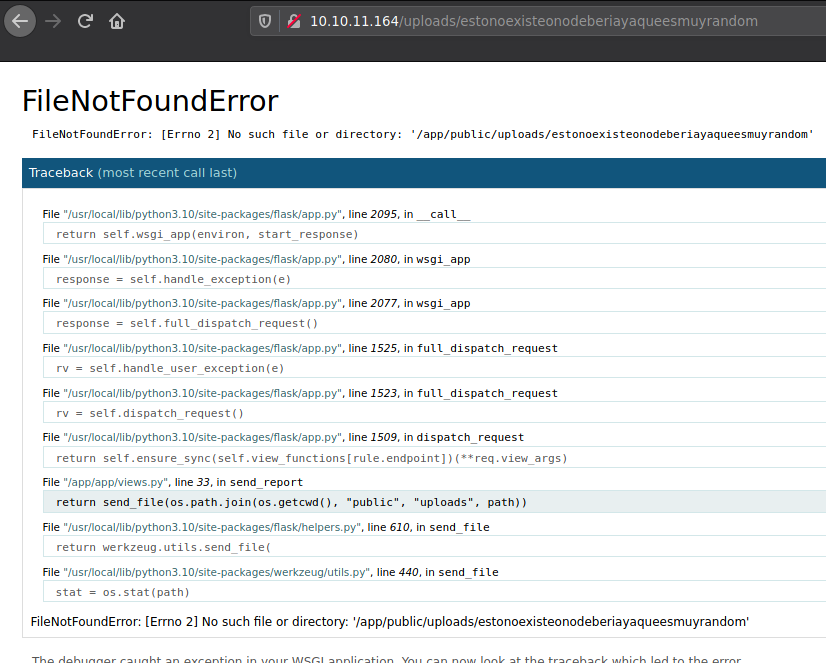 10.10.11.164/uploads/estonoexisteonodeberiayaqueesmuyrandom
FileNotFoundError
FileNotFoundError: [Errno 2] No such file or directory: '/app/public/uploads/estonoexisteonodeberiayaqueesmuyrandom'
Traceback (most recent call last)
File "/usr/local/lib/python3.10/site-packages/flask/app.py", line 2095, in __call__
return self.wsgi_app(environ, start_response)
File "/usr/local/lib/python3.10/site-packages/flask/app.py", line 2080, in wsgi_app
response = self.handle_exception(e)
File "/usr/local/lib/python3.10/site-packages/flask/app.py", line 2077, in wsgi_app
response = self.full_dispatch_request()
File "/usr/local/lib/python3.10/site-packages/flask/app.py", line 1525, in full_dispatch_request
rv = self.handle_user_exception(e)
File "/usr/local/lib/python3.10/site-packages/flask/app.py", line 1523, in full_dispatch_request
rv = self.dispatch_request()
File "/usr/local/lib/python3.10/site-packages/flask/app.py", line 1509, in dispatch_request
return self.ensure_sync(self.view_functions[rule.endpoint])(**req.view_args)
File "/app/app/views.py", line 33, in send_report
return send_file(os.path.join(os.getcwd(), "public", "uploads", path))
File "/usr/local/lib/python3.10/site-packages/flask/helpers.py", line 610, in send_file
return werkzeug.utils.send_file(
File "/usr/local/lib/python3.10/site-packages/werkzeug/utils.py", line 440, in send_file
stat = os.stat(path)
FileNotFoundError: [Errno 2] No such file or directory: '/app/public/uploads/estonoexisteonodeberiayaqueesmuyrandom'
The debugger caught an exception in your WSGI application. You can now look at the traceback which led to the error.